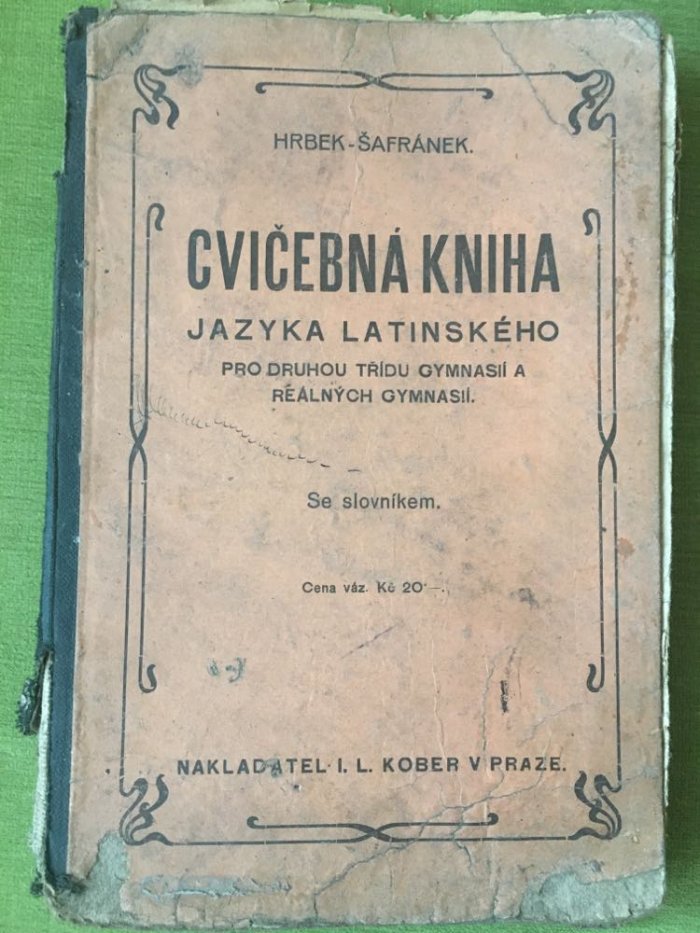 HRBEK-ŠAFRÁNEK.
CVIČEBNÁ KNIHA
JAZYKA LATINSKÉHO
PRO DRUHOU TŘÍDU GYMNASIÍ A
REÁLNÝCH GYMNASIÍ.
Se slovníkem.
Cena váz. Kč 20·—.
NAKLADATEL I. L. KOBER V PRAZE.